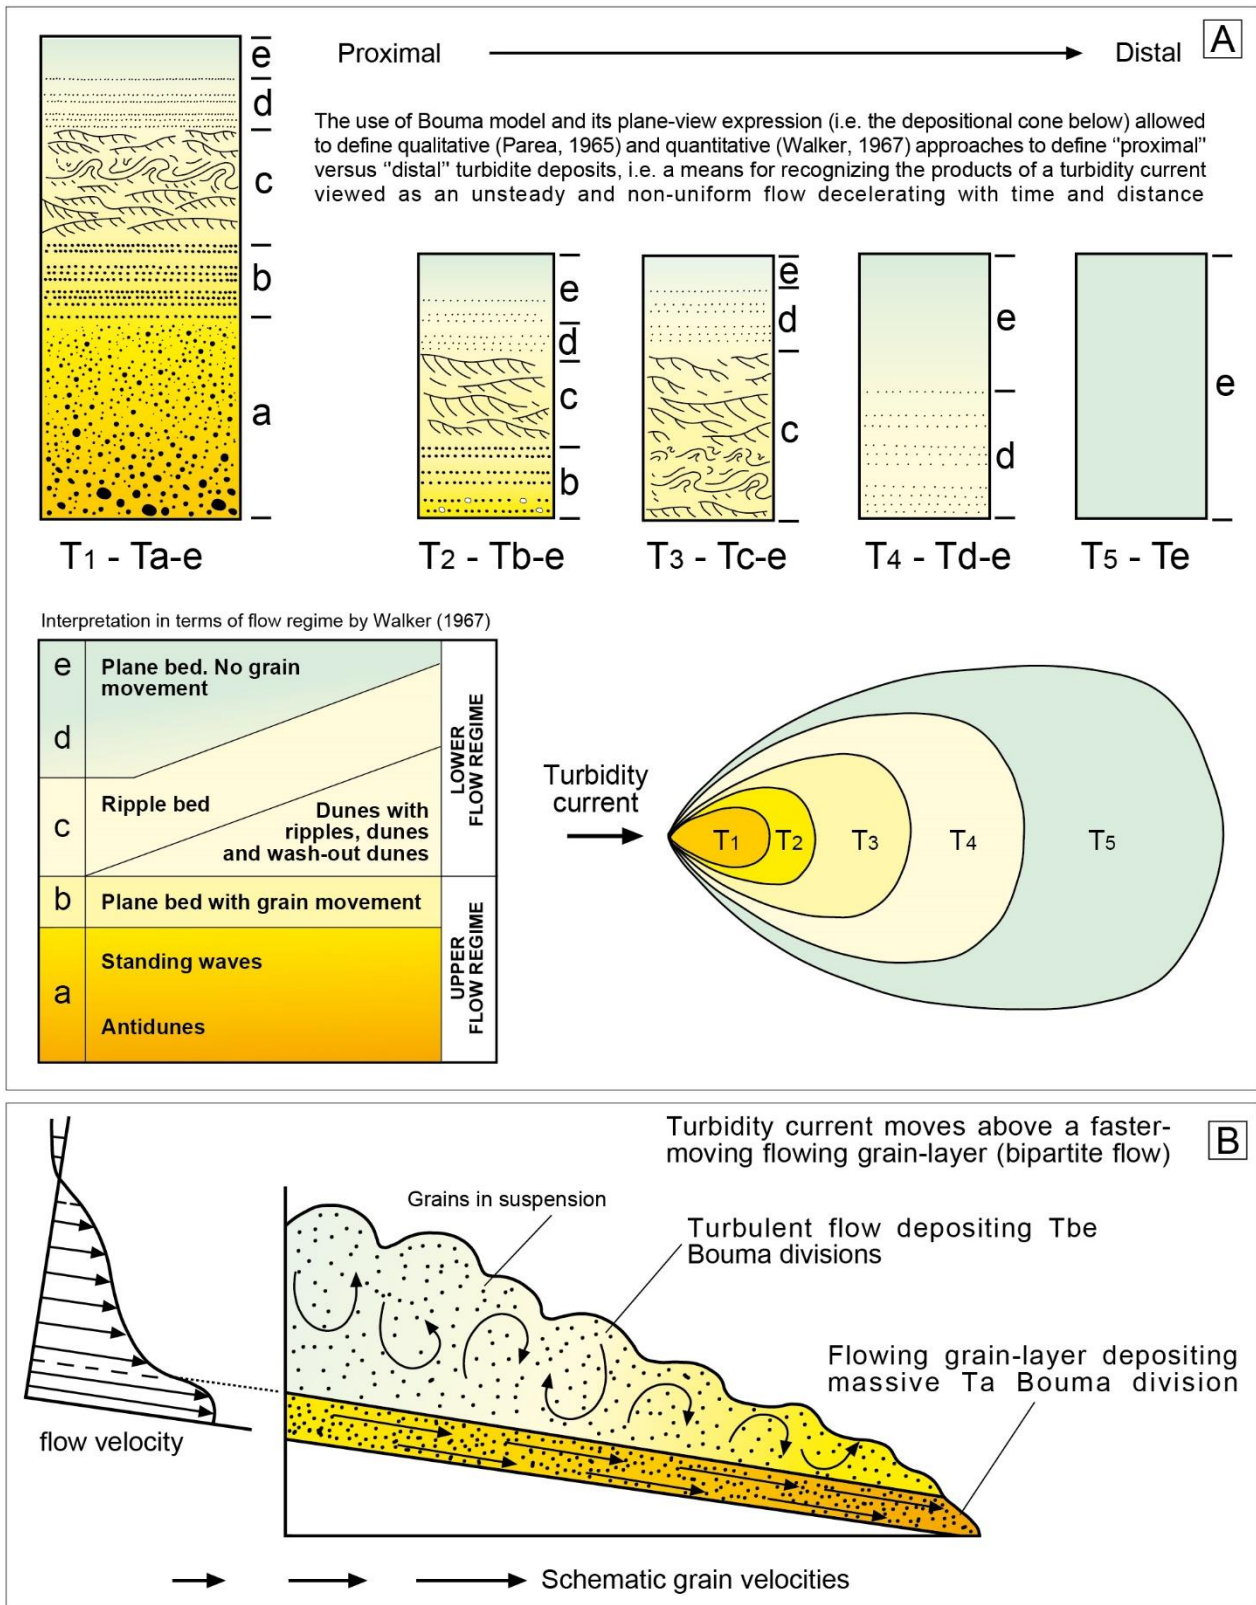 A
Proximal
Distal
The use of Bouma model and its plane-view expression (i.e. the depositional cone below) allowed
to define qualitative (Parea, 1965) and quantitative (Walker, 1967) approaches to define "proximal"
versus "distal" turbidite deposits, i.e. a means for recognizing the products of a turbidity current
viewed as an unsteady and non-uniform flow decelerating with time and distance
e
d
c
b
a
T1 - Ta-e
e
d
c
b
T2 - Tb-e
e
d
c
T3 - Tc-e
e
d
T4 - Td-e
e
T5 - Te
Interpretation in terms of flow regime by Walker (1967)
e
d
c
b
a
Plane bed. No grain
movement
Ripple bed
Dunes with
ripples, dunes
and wash-out dunes
Plane bed with grain movement
Standing waves
Antidunes
LOWER
FLOW REGIME
UPPER
FLOW REGIME
Turbidity
current
T1
T2
T3
T4
T5
B
Turbidity current moves above a faster-
moving flowing grain-layer (bipartite flow)
Grains in suspension
Turbulent flow depositing Tbe
Bouma divisions
Flowing grain-layer depositing
massive Ta Bouma division
flow velocity
Schematic grain velocities